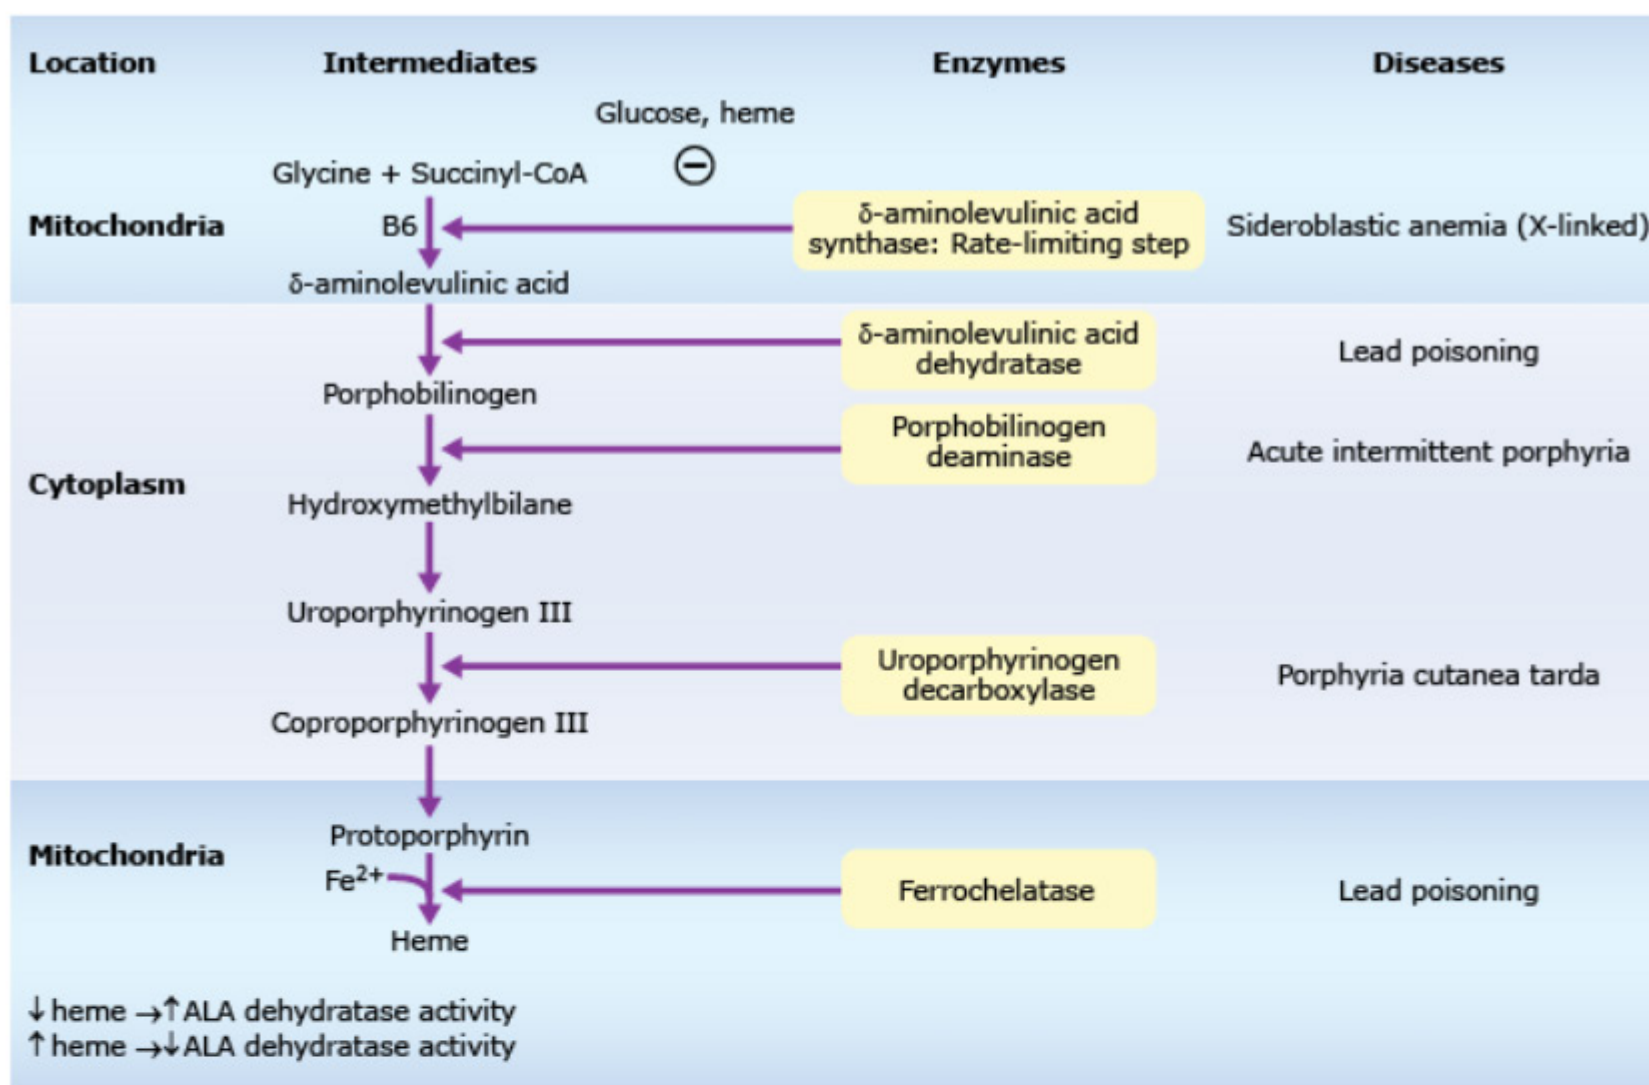 Location Intermediates Enzymes Diseases
Glucose, heme
⊖
Glycine + Succinyl-CoA
Mitochondria
B6
δ-aminolevulinic acid
synthase: Rate-limiting step
Sideroblastic anemia (X-linked)
δ-aminolevulinic acid
δ-aminolevulinic acid
dehydratase
Lead poisoning
Porphobilinogen
Porphobilinogen
deaminase
Acute intermittent porphyria
Cytoplasm
Hydroxymethylbilane
Uroporphyrinogen III
Uroporphyrinogen
decarboxylase
Porphyria cutanea tarda
Coproporphyrinogen III
Protoporphyrin
Mitochondria
Fe²⁺
Ferrochelatase
Lead poisoning
Heme
↓heme →↑ALA dehydratase activity
↑heme →↓ALA dehydratase activity